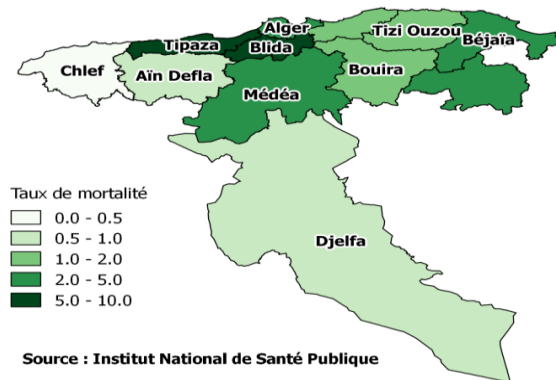 Alger
Tizi Ouzou
Béjaïa
Tipaza
Blida
Chlef
Aïn Defla
Bouira
Médéa
Djelfa
Taux de mortalité
0.0 - 0.5
0.5 - 1.0
1.0 - 2.0
2.0 - 5.0
5.0 - 10.0
Source : Institut National de Santé Publique